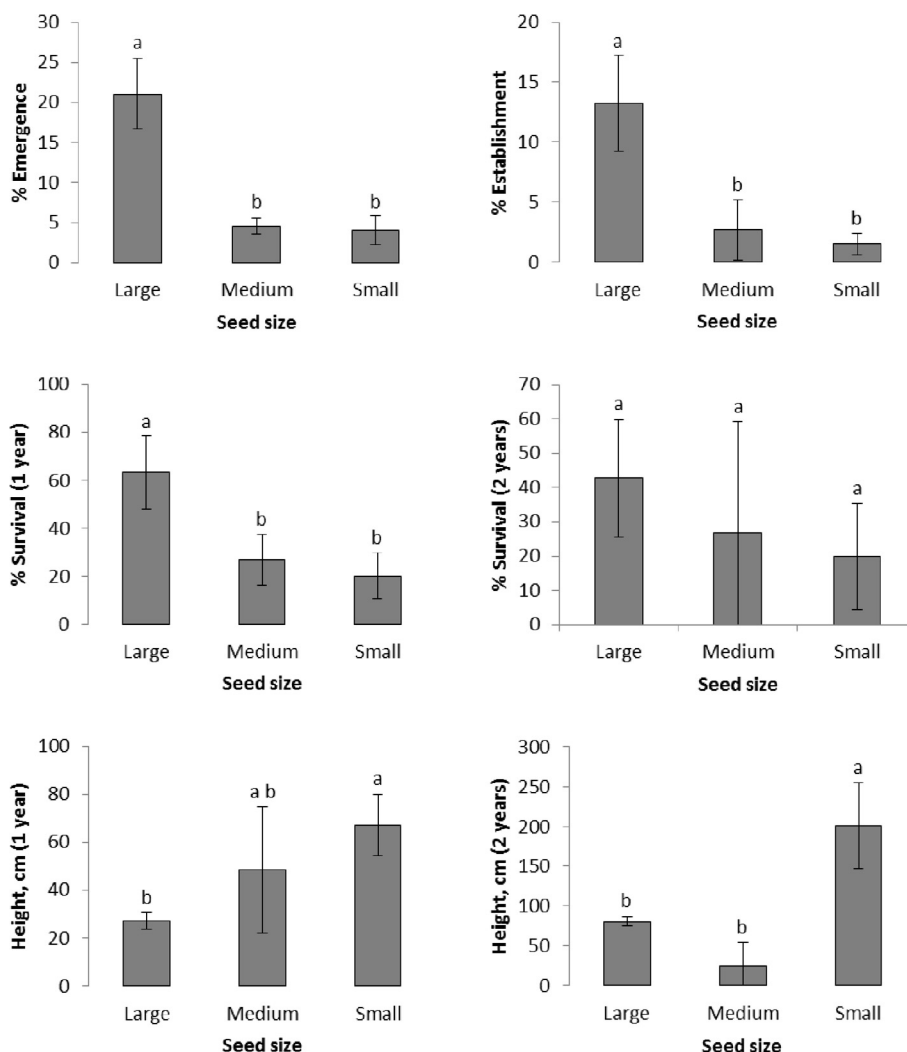 % Emergence
30
25
20
15
10
5
0
a
b
b
Large Medium Small
Seed size
% Establishment
20
15
10
5
0
a
b
b
Large Medium Small
Seed size
% Survival (1 year)
100
80
60
40
20
0
a
b
b
Large Medium Small
Seed size
% Survival (2 years)
70
60
50
40
30
20
10
0
a
a
a
Large Medium Small
Seed size
Height, cm (1 year)
100
80
60
40
20
0
b
a b
a
Large Medium Small
Seed size
Height, cm (2 years)
300
250
200
150
100
50
0
b
b
a
Large Medium Small
Seed size